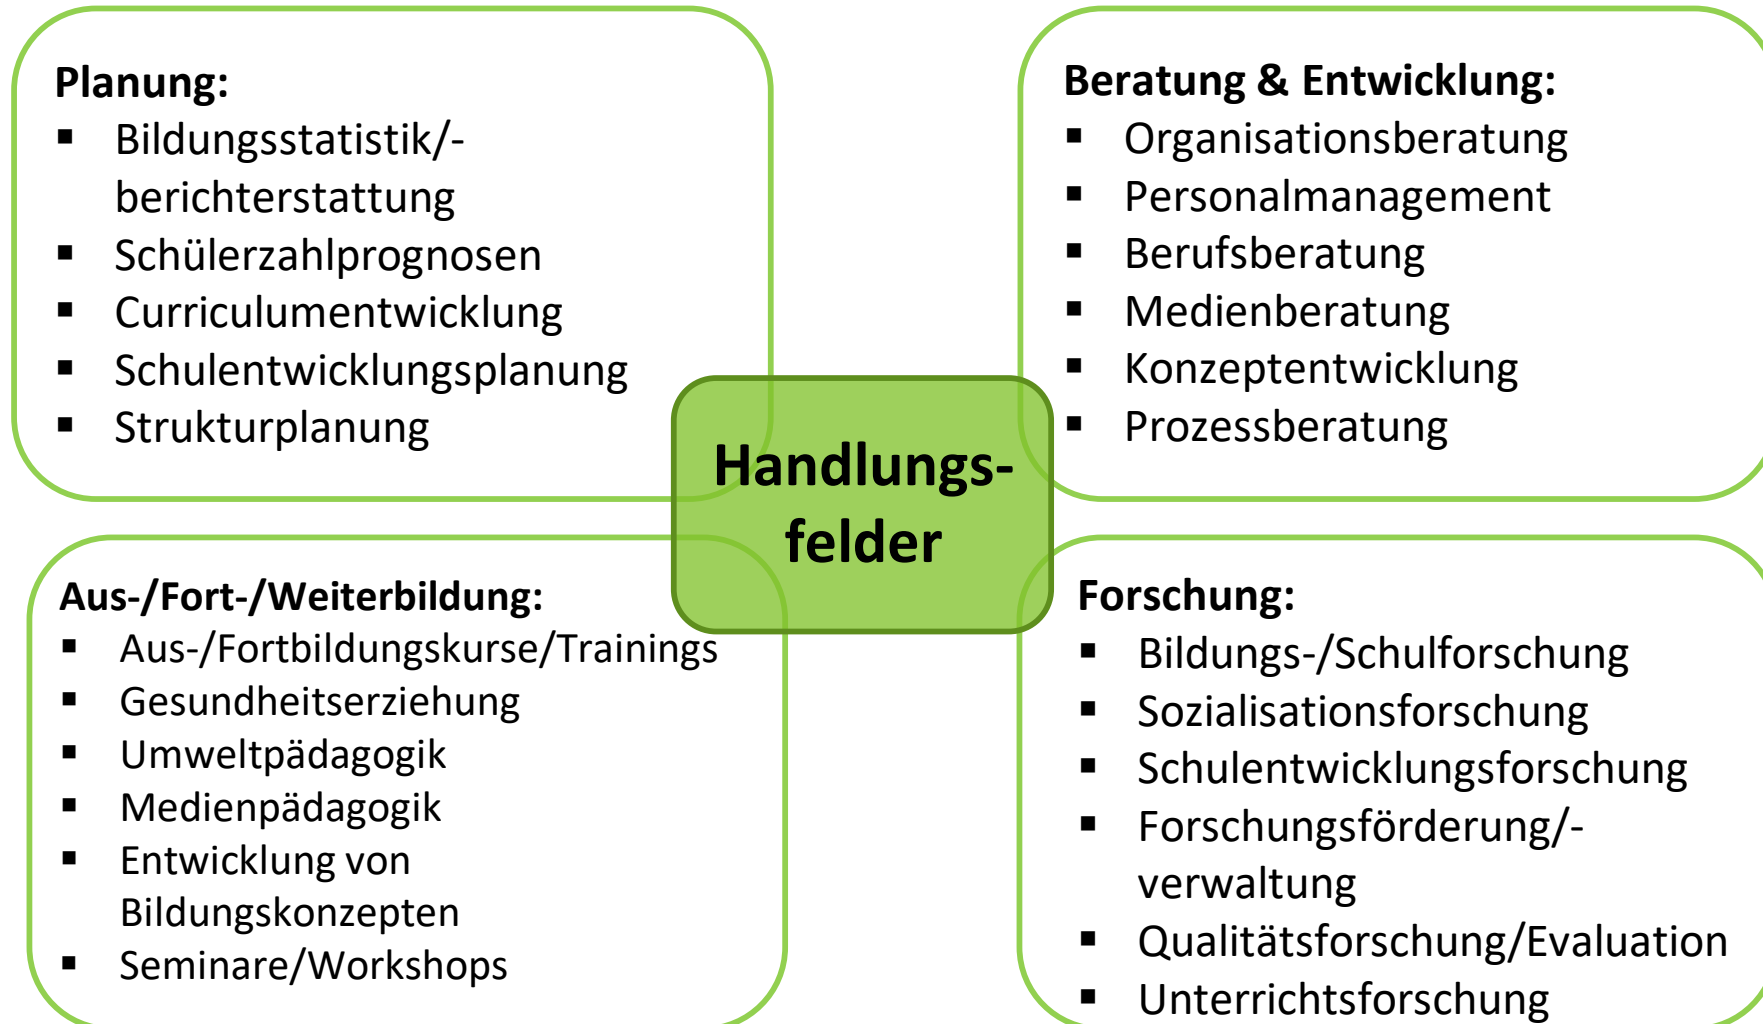 Planung:
▪ Bildungsstatistik/-
berichterstattung
▪ Schülerzahlprognosen
▪ Curriculumentwicklung
▪ Schulentwicklungsplanung
▪ Strukturplanung
Beratung & Entwicklung:
▪ Organisationsberatung
▪ Personalmanagement
▪ Berufsberatung
▪ Medienberatung
▪ Konzeptentwicklung
▪ Prozessberatung
Handlungs-
felder
Aus-/Fort-/Weiterbildung:
▪ Aus-/Fortbildungskurse/Trainings
▪ Gesundheitserziehung
▪ Umweltpädagogik
▪ Medienpädagogik
▪ Entwicklung von
Bildungskonzepten
▪ Seminare/Workshops
Forschung:
▪ Bildungs-/Schulforschung
▪ Sozialisationsforschung
▪ Schulentwicklungsforschung
▪ Forschungsförderung/-
verwaltung
▪ Qualitätsforschung/Evaluation
▪ Unterrichtsforschung